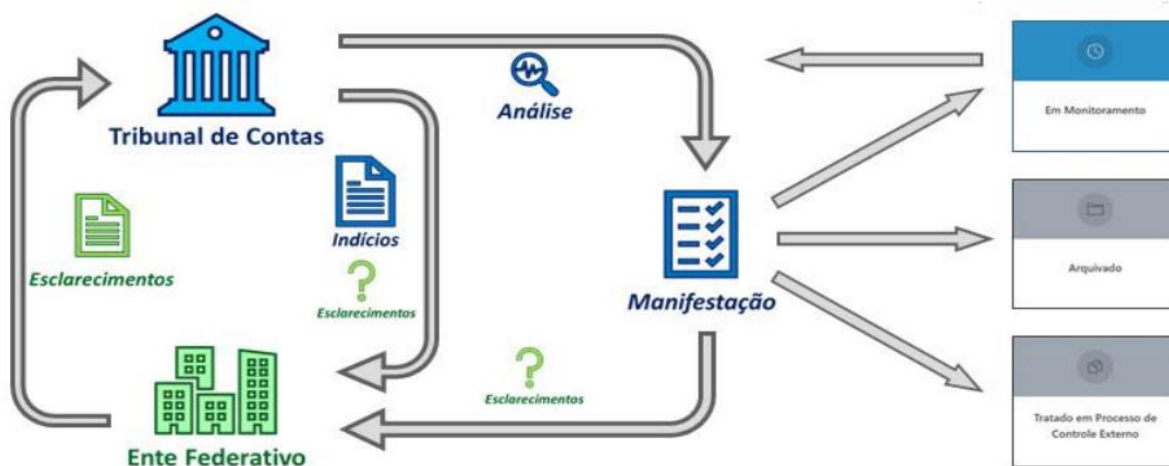 Tribunal de Contas
Análise
Em Monitoramento
Esclarecimentos
Indícios
?
Esclarecimentos
Manifestação
Arquivado
?
Esclarecimentos
Ente Federativo
Tratado em Processo de
Controle Externo